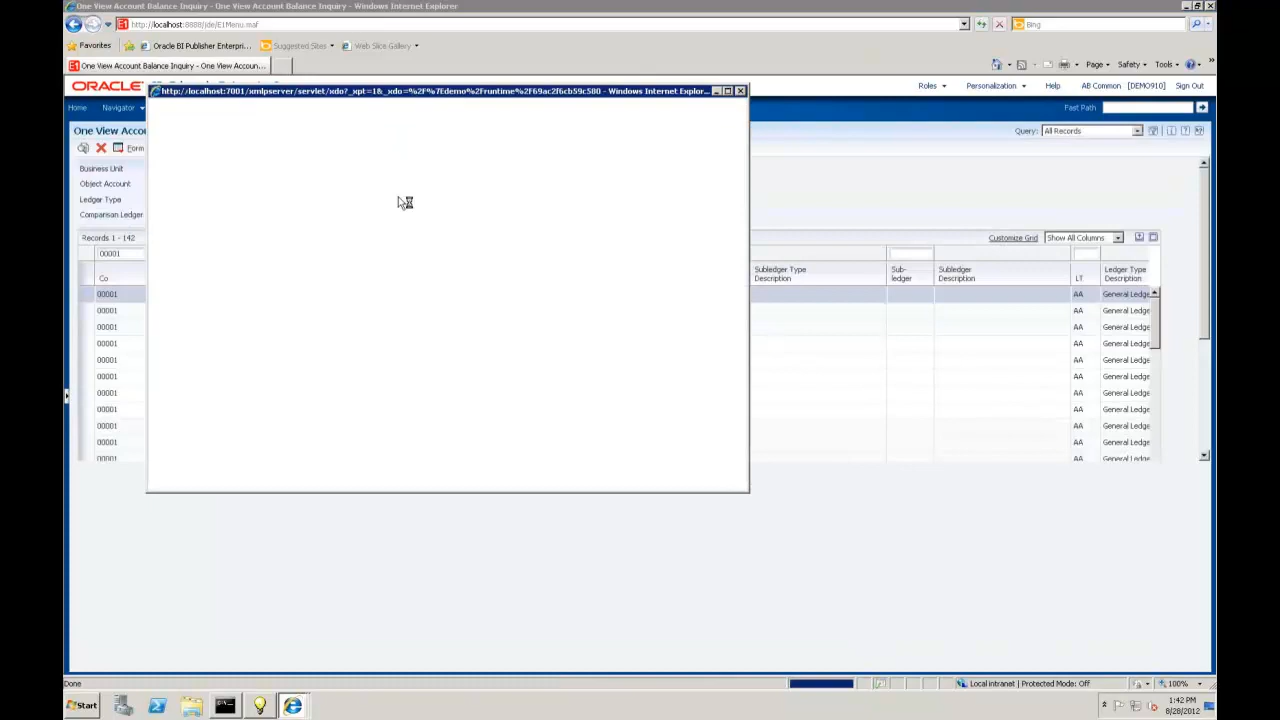 One View Account Balance Inquiry - One View Account Balance Inquiry - Windows Internet Explorer
http://localhost:8888/jde/E1Menu.maf
Bing
Favorites
Oracle BI Publisher Enterpri...
Suggested Sites
Web Slice Gallery
One View Account Balance Inquiry - One View Accoun...
Page
Safety
Tools
ORACLE
http://localhost:7001/xmlpserver/servlet/xdo?_xpt=1&_xdo=%2F%7Edemo%2Fruntime%2F69ac2f6cb59c580 - Windows Internet Explor...
Roles
Personalization
Help
AB Common
[DEMO910]
Sign Out
Home
Navigator
Fast Path
One View Accou
Query:
All Records
Form
Business Unit
Object Account
Ledger Type
Comparison Ledger
Records 1 - 142
Customize Grid
Show All Columns
00001
Co
Subledger Type Description
Sub-ledger
Subledger Description
LT
Ledger Type Description
00001 AA General Ledge
00001 AA General Ledge
00001 AA General Ledge
00001 AA General Ledge
00001 AA General Ledge
00001 AA General Ledge
00001 AA General Ledge
00001 AA General Ledge
00001 AA General Ledge
00001 AA General Ledge
00001 AA General Ledge
Done
Local intranet | Protected Mode: Off
100%
Start
1:42 PM
8/28/2012